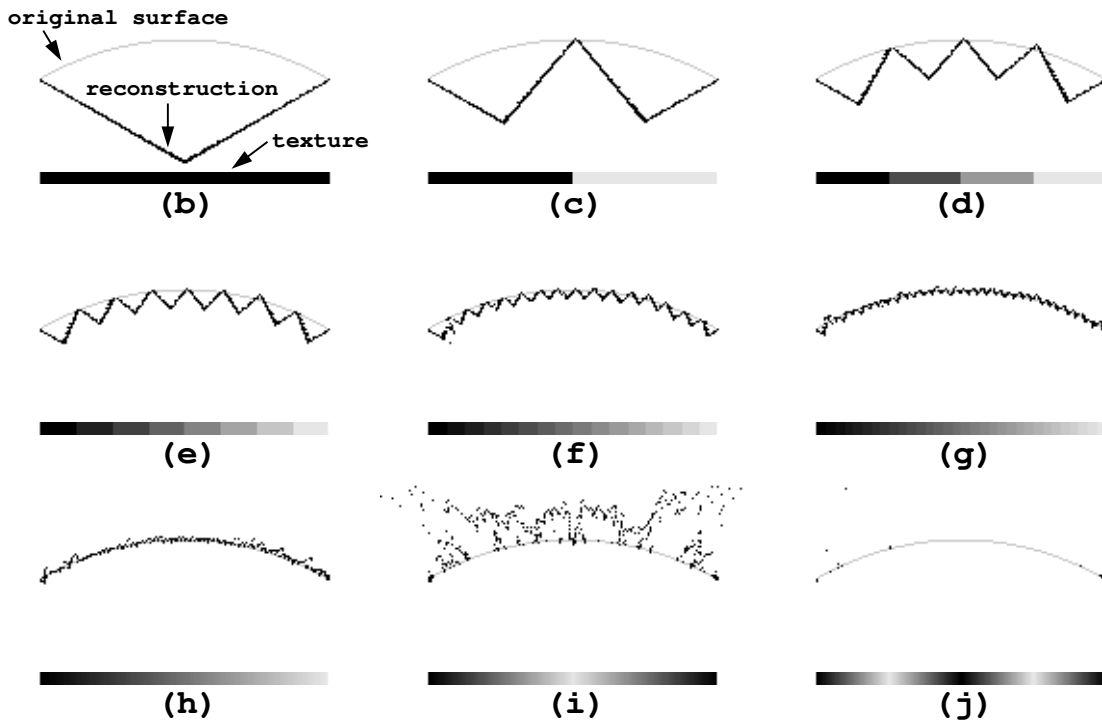 original surface
reconstruction
texture
(b)
(c)
(d)
(e)
(f)
(g)
(h)
(i)
(j)